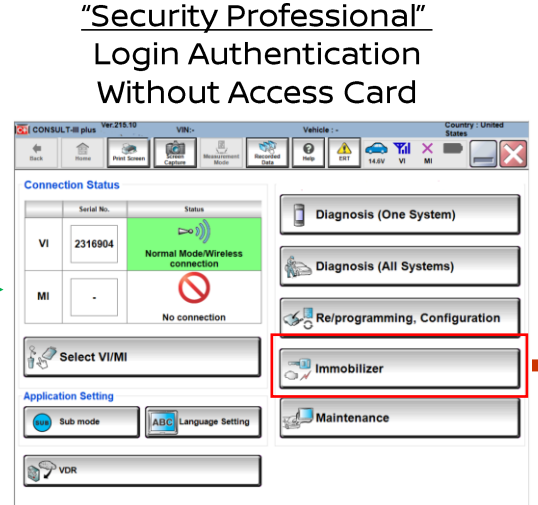 “Security Professional”
Login Authentication
Without Access Card
C+ CONSULT-III plus Ver.215.10 VIN:- Vehicle : - Country : United States
Back
Home
Print Screen
Screen Capture
Measurement Mode
Recorded Data
Help
ERT
14.6V
VI
MI
Connection Status
Serial No. Status
VI 2316904 Normal Mode/Wireless connection
MI - No connection
Select VI/MI
Application Setting
SUB Sub mode
ABC Language Setting
VDR
Diagnosis (One System)
Diagnosis (All Systems)
Re/programming, Configuration
Immobilizer
Maintenance